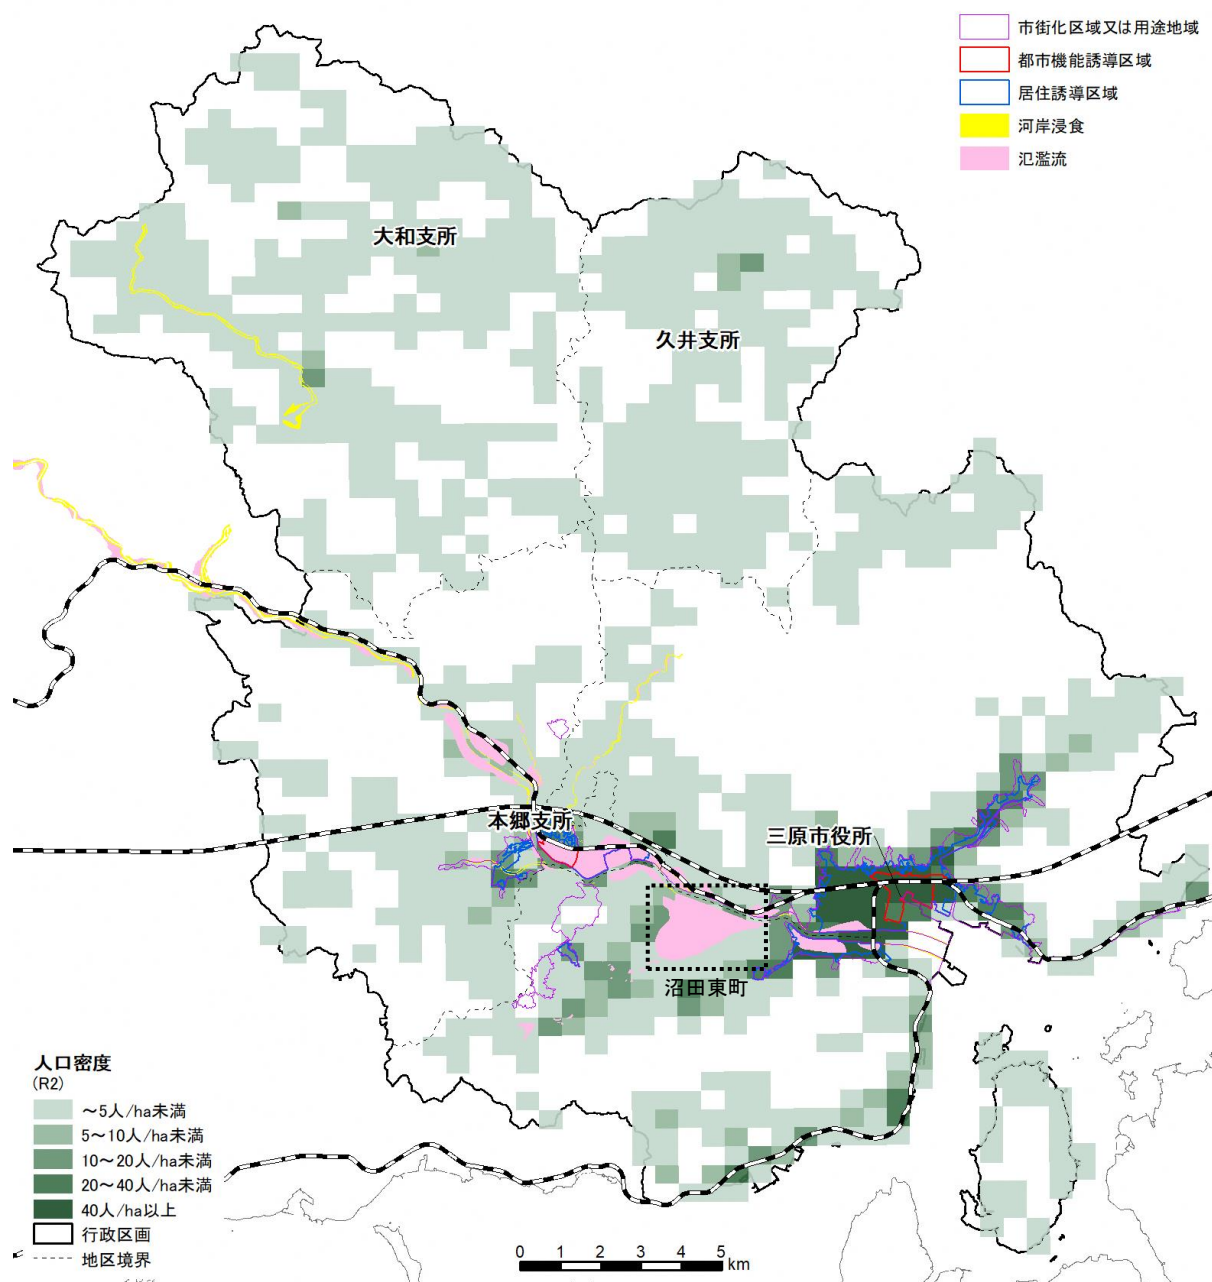 市街化区域又は用途地域
都市機能誘導区域
居住誘導区域
河岸浸食
氾濫流
大和支所
久井支所
本郷支所
三原市役所
沼田東町
人口密度
(R2)
～5人/ha未満
5～10人/ha未満
10～20人/ha未満
20～40人/ha未満
40人/ha以上
行政区画
地区境界
0 1 2 3 4 5
km